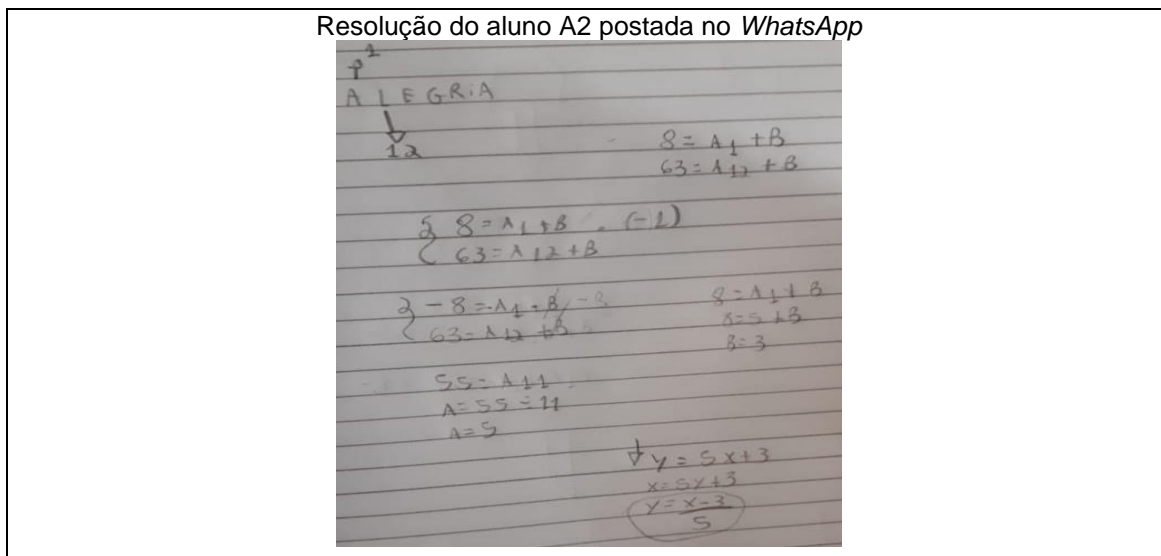 Resolução do aluno A2 postada no WhatsApp
1
ALEGRiA
12
8 = A1 + B
63 = A12 + B
8 = A1 + B . (-1)
63 = A12 + B
- 8 = -A1 - B
63 = A12 + B
8 = A1 + B
8 = 5 + B
B = 3
55 = A11
A = 55 ÷ 11
A = 5
y = 5x + 3
x = 5y + 3
y = x - 3
5